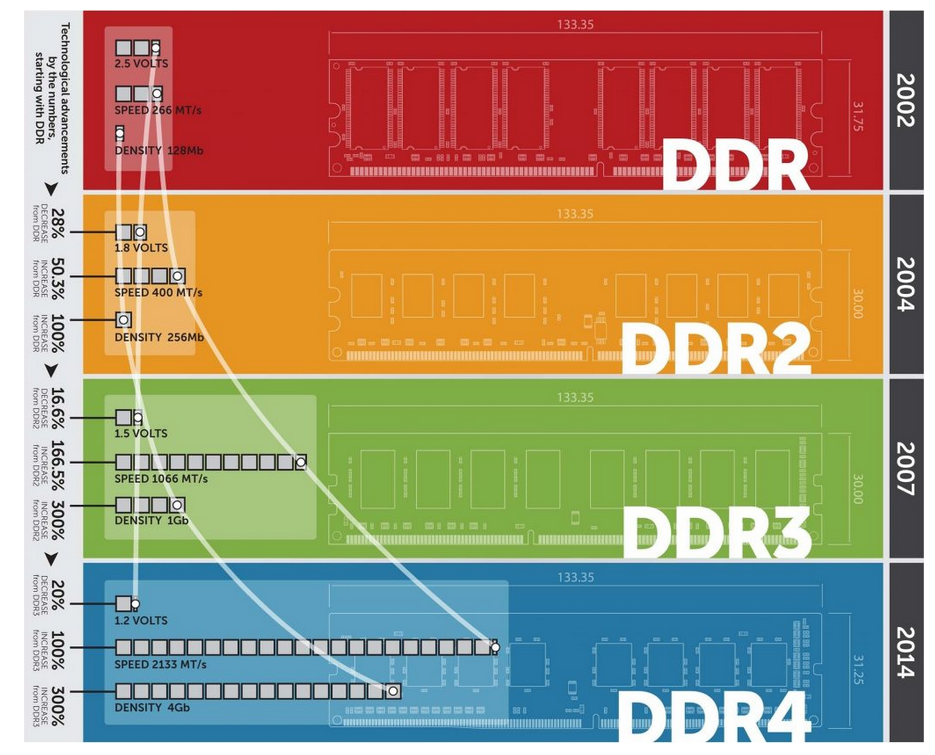 Technological advancements
by the numbers,
starting with DDR
2.5 VOLTS
SPEED 266 MT/s
DENSITY 128Mb
133.35
31.75
DDR
2002
28%
DECREASE
from DDR
50.3%
INCREASE
from DDR
100%
INCREASE
from DDR
1.8 VOLTS
SPEED 400 MT/s
DENSITY 256Mb
133.35
30.00
DDR2
2004
16.6%
DECREASE
from DDR2
166.5%
INCREASE
from DDR2
300%
INCREASE
from DDR2
1.5 VOLTS
SPEED 1066 MT/s
DENSITY 1Gb
133.35
30.00
DDR3
2007
20%
DECREASE
from DDR3
100%
INCREASE
from DDR3
300%
INCREASE
from DDR3
1.2 VOLTS
SPEED 2133 MT/s
DENSITY 4Gb
133.35
31.25
DDR4
2014